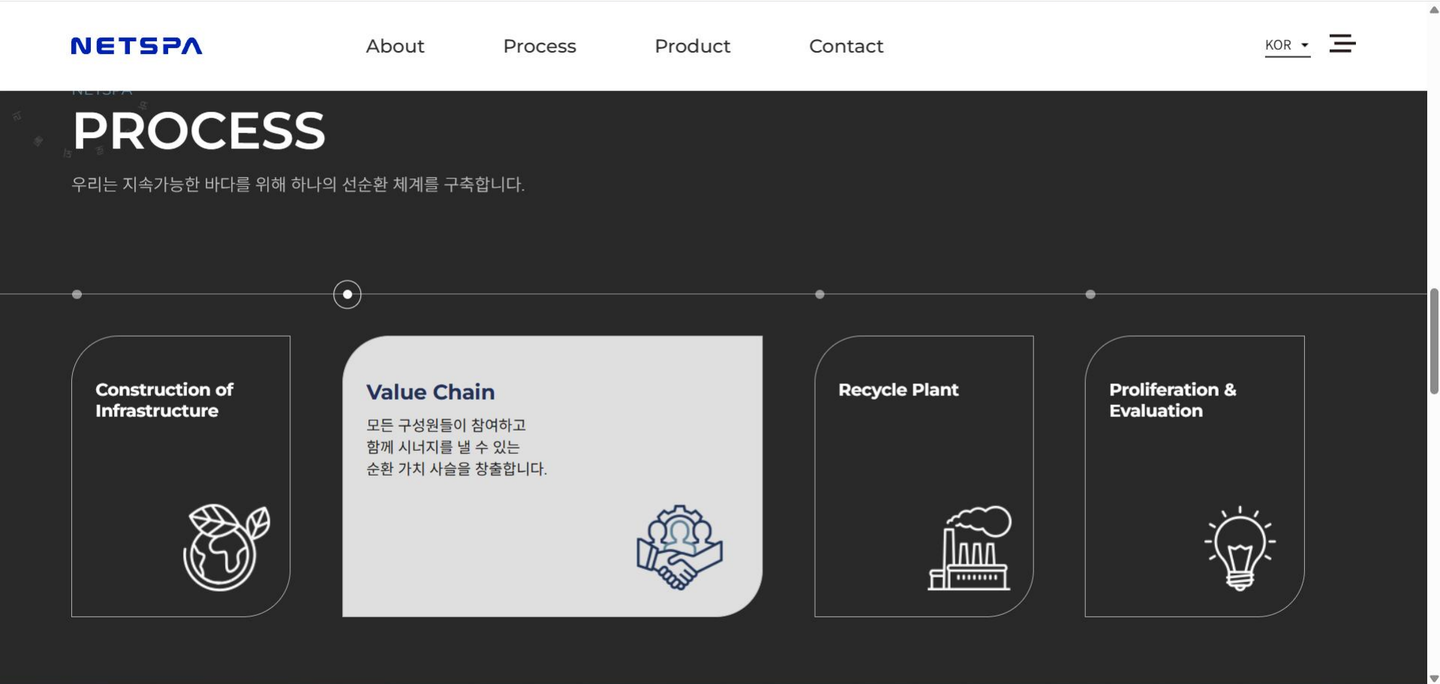 NETSPA
About
Process
Product
Contact
KOR
NETSPA
PROCESS
우리는 지속가능한 바다를 위해 하나의 선순환 체계를 구축합니다.
Construction of
Infrastructure
Value Chain
모든 구성원들이 참여하고
함께 시너지를 낼 수 있는
순환 가치 사슬을 창출합니다.
Recycle Plant
Proliferation &
Evaluation